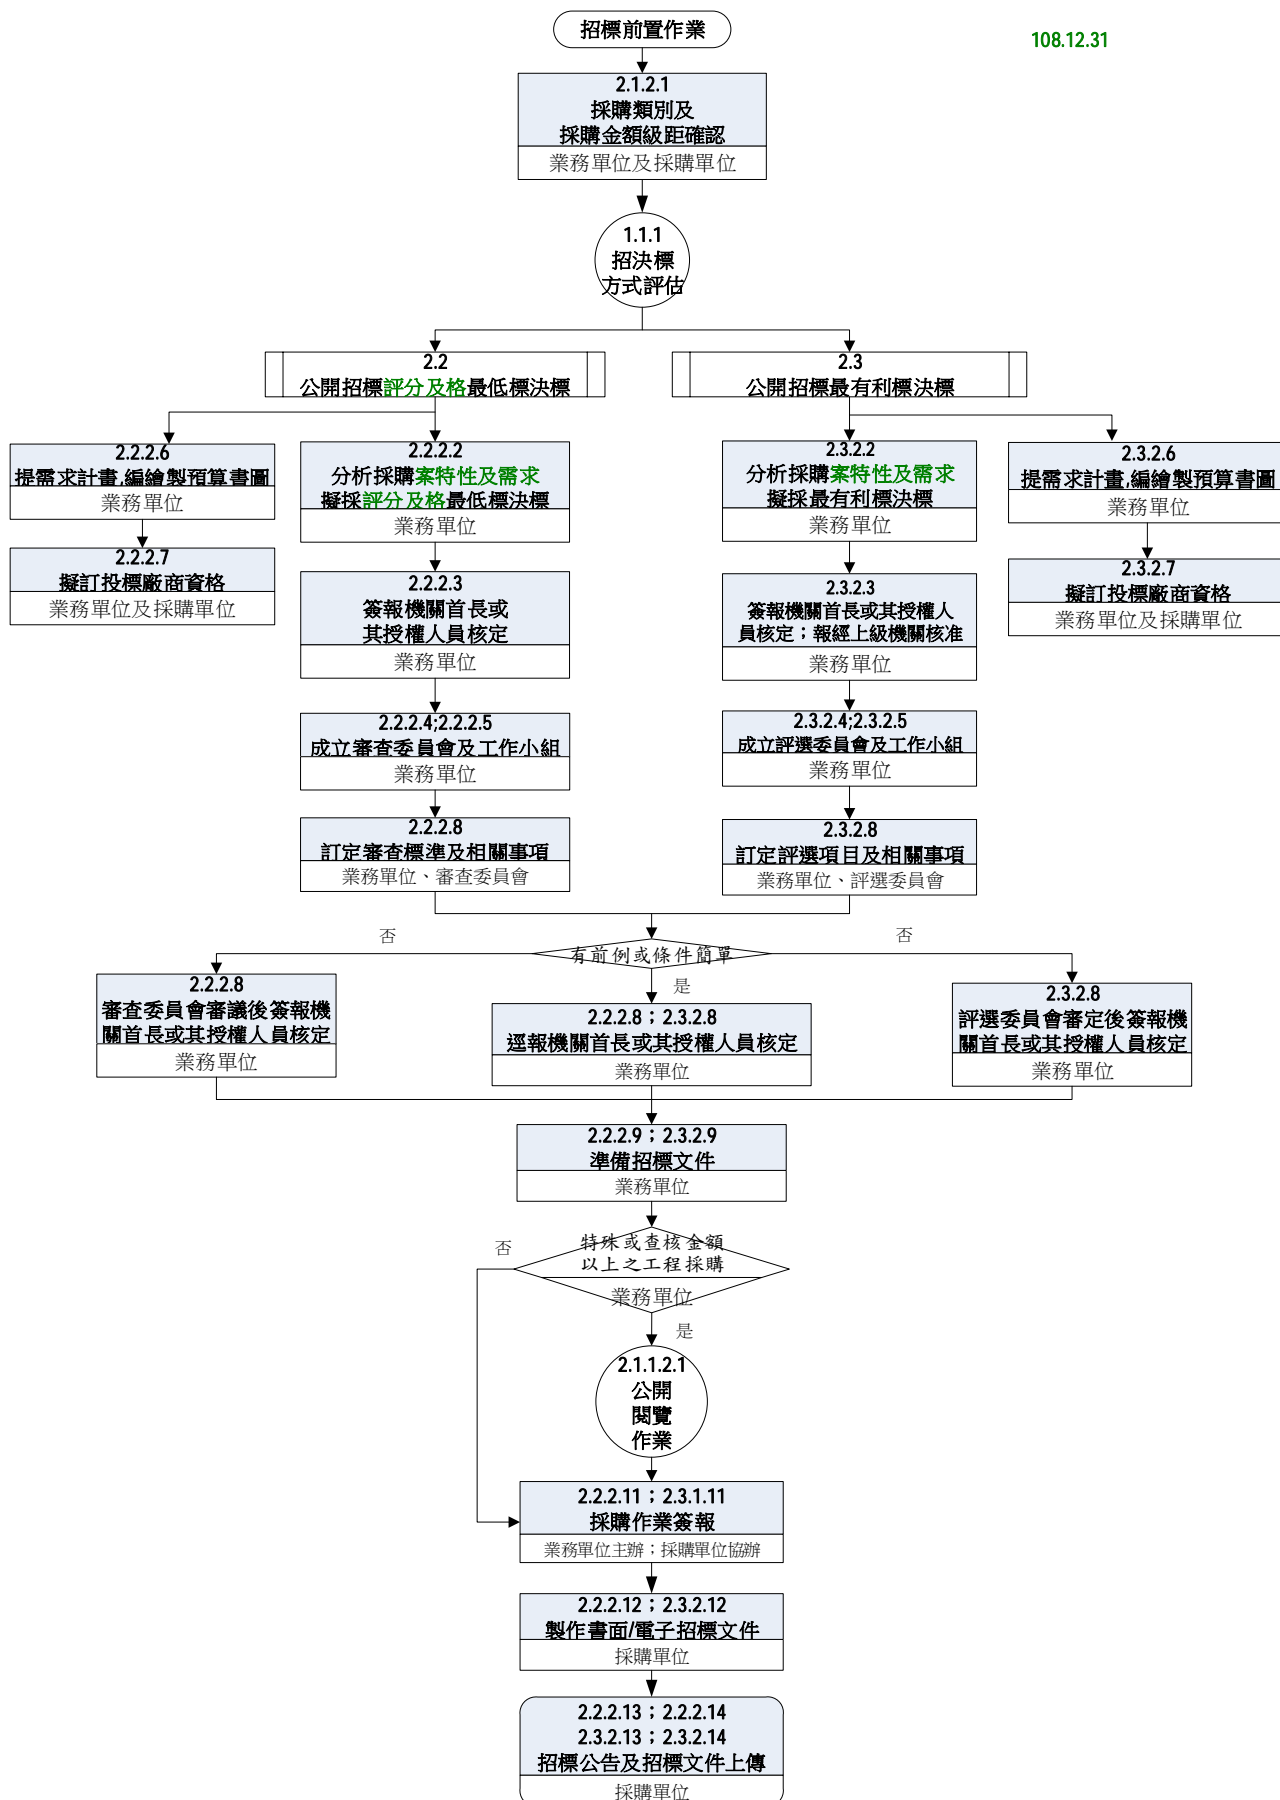 招標前置作業
108.12.31
2.1.2.1
採購類別及
採購金額級距確認
業務單位及採購單位
1.1.1
招決標
方式評估
2.2
公開招標評分及格最低標決標
2.3
公開招標最有利標決標
2.2.2.6
提需求計畫,編繪製預算書圖
業務單位
2.2.2.7
擬訂投標廠商資格
業務單位及採購單位
2.2.2.2
分析採購案特性及需求
擬採評分及格最低標決標
業務單位
2.2.2.3
簽報機關首長或
其授權人員核定
業務單位
2.2.2.4;2.2.2.5
成立審查委員會及工作小組
業務單位
2.2.2.8
訂定審查標準及相關事項
業務單位、審查委員會
2.3.2.2
分析採購案特性及需求
擬採最有利標決標
業務單位
2.3.2.3
簽報機關首長或其授權人
員核定；報經上級機關核准
業務單位
2.3.2.4;2.3.2.5
成立評選委員會及工作小組
業務單位
2.3.2.8
訂定評選項目及相關事項
業務單位、評選委員會
2.3.2.6
提需求計畫,編繪製預算書圖
業務單位
2.3.2.7
擬訂投標廠商資格
業務單位及採購單位
否
有前例或條件簡單
否
是
2.2.2.8
審查委員會審議後簽報機
關首長或其授權人員核定
業務單位
2.2.2.8；2.3.2.8
逕報機關首長或其授權人員核定
業務單位
2.3.2.8
評選委員會審定後簽報機
關首長或其授權人員核定
業務單位
2.2.2.9；2.3.2.9
準備招標文件
業務單位
否
特殊或查核金額
以上之工程採購
業務單位
是
2.1.1.2.1
公開
閱覽
作業
2.2.2.11；2.3.1.11
採購作業簽報
業務單位主辦；採購單位協辦
2.2.2.12；2.3.2.12
製作書面/電子招標文件
採購單位
2.2.2.13；2.2.2.14
2.3.2.13；2.3.2.14
招標公告及招標文件上傳
採購單位